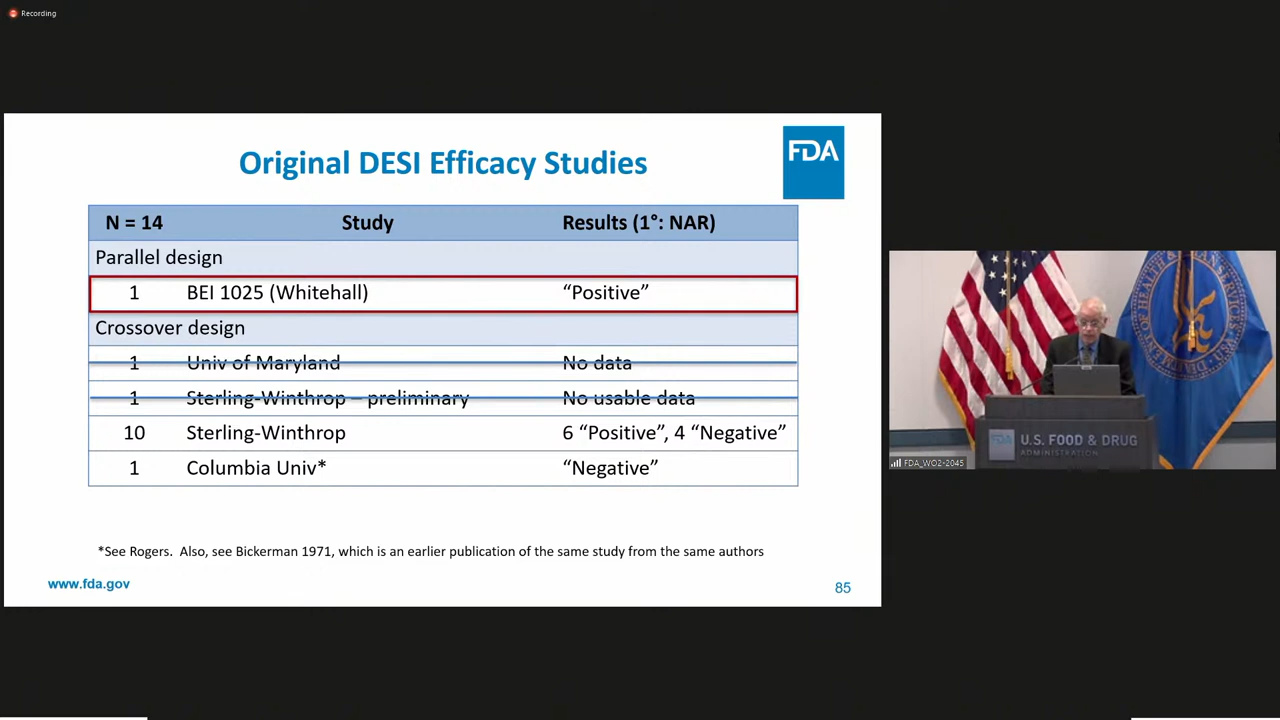 Recording
Original DESI Efficacy Studies
FDA
N = 14 Study Results (1°: NAR)
Parallel design
1 BEI 1025 (Whitehall) “Positive”
Crossover design
1 Univ of Maryland No data
1 Sterling-Winthrop – preliminary No usable data
10 Sterling-Winthrop 6 “Positive”, 4 “Negative”
1 Columbia Univ* “Negative”
*See Rogers. Also, see Bickerman 1971, which is an earlier publication of the same study from the same authors
www.fda.gov
85
FDA U.S. FOOD & DRUG
ADMINISTRATION
FDA_WO2-2045